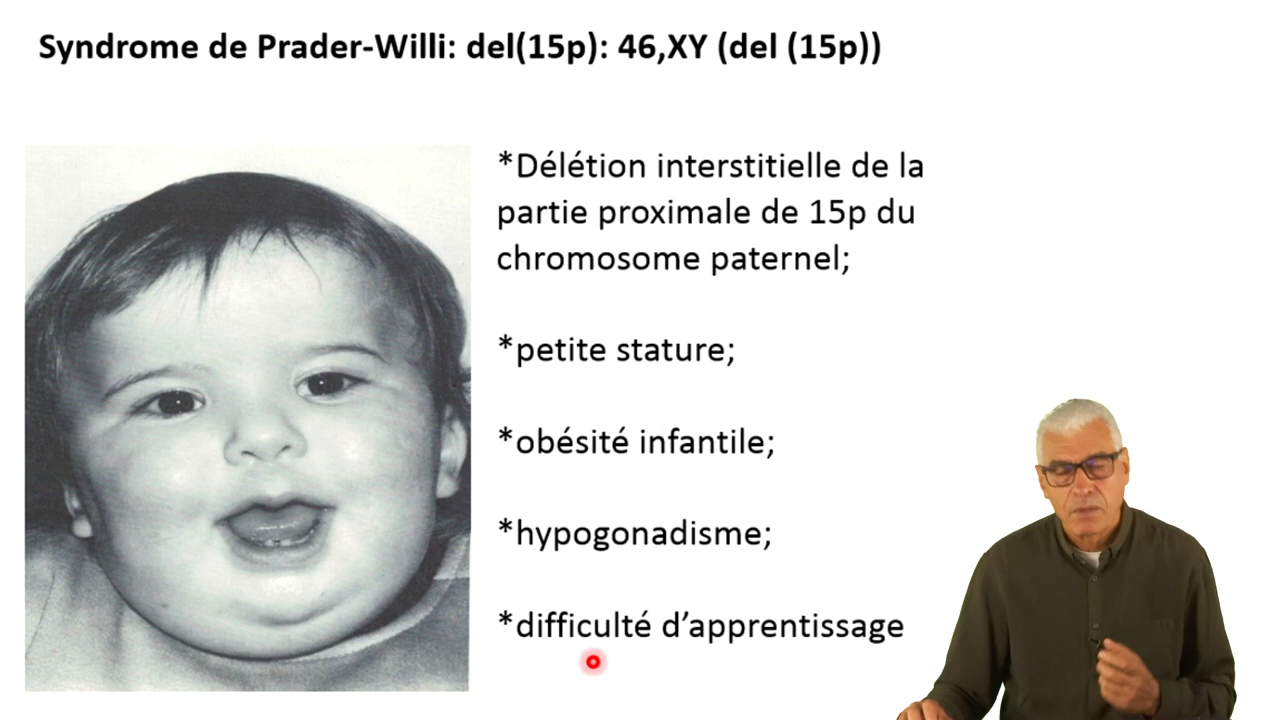 Syndrome de Prader-Willi: del(15p): 46,XY (del (15p))
*Délétion interstitielle de la
partie proximale de 15p du
chromosome paternel;
*petite stature;
*obésité infantile;
*hypogonadisme;
*difficulté d’apprentissage